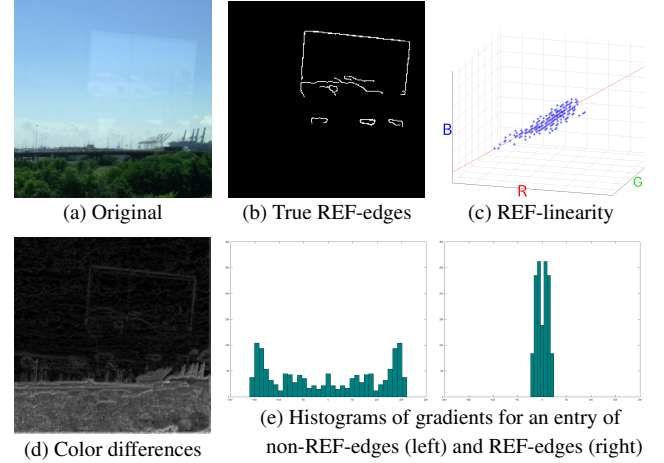 (a) Original
(b) True REF-edges
B
R
G
(c) REF-linearity
(d) Color differences
(e) Histograms of gradients for an entry of
non-REF-edges (left) and REF-edges (right)